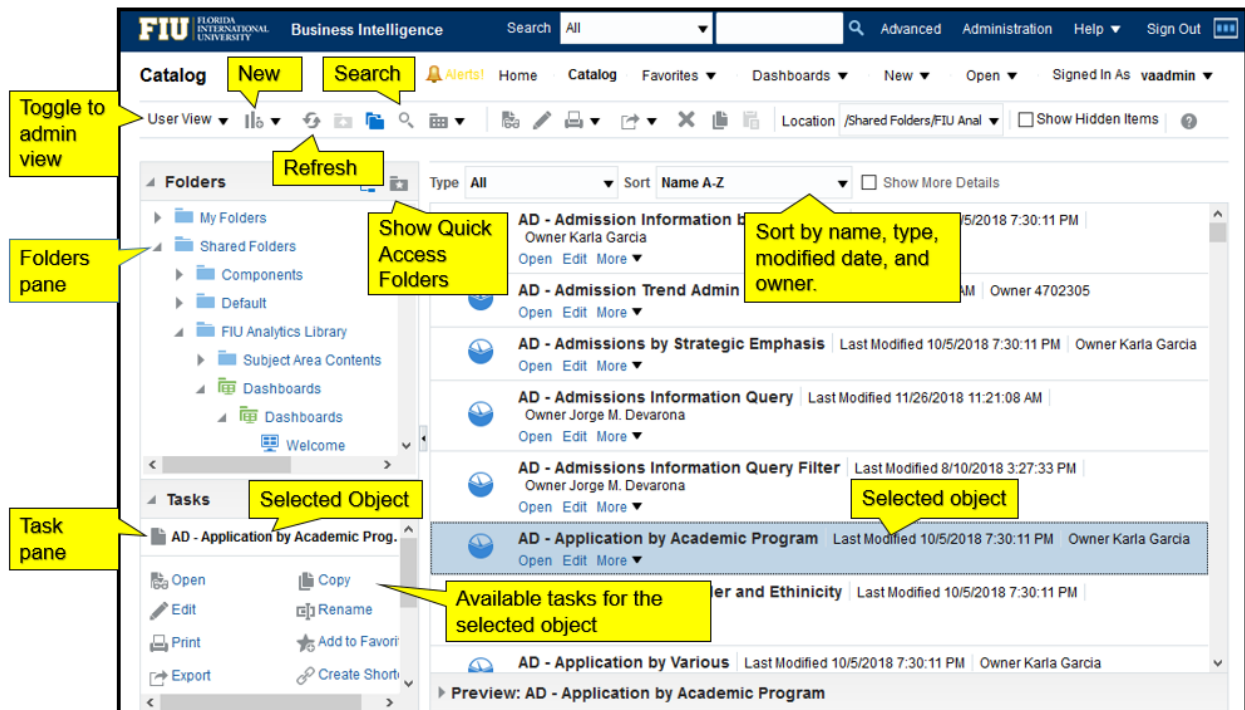 FIU FLORIDA INTERNATIONAL UNIVERSITY Business Intelligence Search All Advanced Administration Help Sign Out
Catalog New Search Alerts! Home Catalog Favorites Dashboards New Open Signed In As vaadmin
Toggle to admin view
User View Location /Shared Folders/FIU Anal Show Hidden Items
Refresh
Folders Type All Sort Name A-Z Show More Details
Folders pane
My Folders
Shared Folders
Components
Default
FIU Analytics Library
Subject Area Contents
Dashboards
Dashboards
Welcome
Show Quick Access Folders
Sort by name, type, modified date, and owner.
AD - Admission Information b 5/2018 7:30:11 PM
Owner Karla Garcia
Open Edit More
AD - Admission Trend Admin AM Owner 4702305
Open Edit More
AD - Admissions by Strategic Emphasis Last Modified 10/5/2018 7:30:11 PM Owner Karla Garcia
Open Edit More
AD - Admissions Information Query Last Modified 11/26/2018 11:21:08 AM
Owner Jorge M. Devarona
Open Edit More
AD - Admissions Information Query Filter Last Modified 8/10/2018 3:27:33 PM
Owner Jorge M. Devarona
Open Edit More
Selected object
AD - Application by Academic Program Last Modified 10/5/2018 7:30:11 PM Owner Karla Garcia
Open Edit More
er and Ethinicity Last Modified 10/5/2018 7:30:11 PM
AD - Application by Various Last Modified 10/5/2018 7:30:11 PM Owner Karla Garcia
Preview: AD - Application by Academic Program
Tasks Selected Object
Task pane
AD - Application by Academic Prog.
Open Copy
Edit Rename
Print Add to Favori
Export Create Short
Available tasks for the selected object